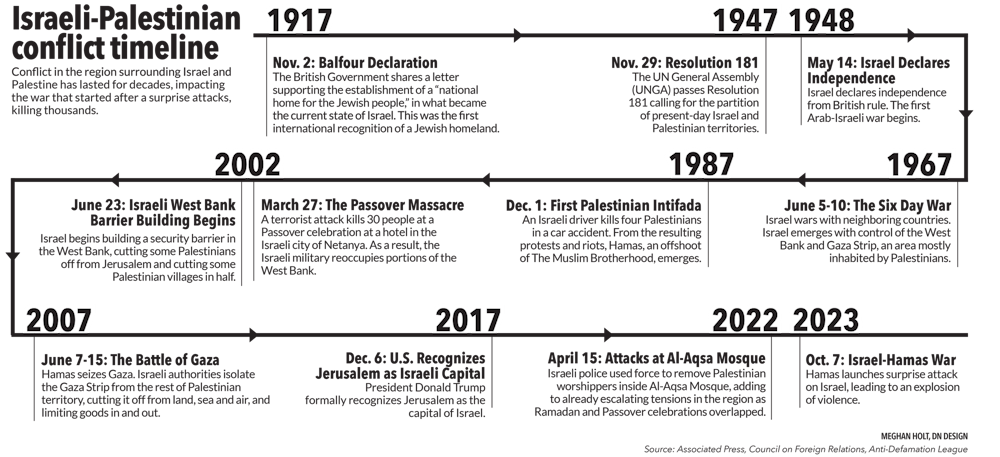 Israeli-Palestinian
conflict timeline
Conflict in the region surrounding Israel and
Palestine has lasted for decades, impacting
the war that started after a surprise attacks,
killing thousands.
1917
Nov. 2: Balfour Declaration
The British Government shares a letter
supporting the establishment of a “national
home for the Jewish people,” in what became
the current state of Israel. This was the first
international recognition of a Jewish homeland.
1947
Nov. 29: Resolution 181
The UN General Assembly
(UNGA) passes Resolution
181 calling for the partition
of present-day Israel and
Palestinian territories.
1948
May 14: Israel Declares
Independence
Israel declares independence
from British rule. The first
Arab-Israeli war begins.
1967
June 5-10: The Six Day War
Israel wars with neighboring countries.
Israel emerges with control of the West
Bank and Gaza Strip, an area mostly
inhabited by Palestinians.
1987
Dec. 1: First Palestinian Intifada
An Israeli driver kills four Palestinians
in a car accident. From the resulting
protests and riots, Hamas, an offshoot
of The Muslim Brotherhood, emerges.
2002
March 27: The Passover Massacre
A terrorist attack kills 30 people at a
Passover celebration at a hotel in the
Israeli city of Netanya. As a result, the
Israeli military reoccupies portions of the
West Bank.
June 23: Israeli West Bank
Barrier Building Begins
Israel begins building a security barrier in
the West Bank, cutting some Palestinians
off from Jerusalem and cutting some
Palestinian villages in half.
2007
June 7-15: The Battle of Gaza
Hamas seizes Gaza. Israeli authorities isolate
the Gaza Strip from the rest of Palestinian
territory, cutting it off from land, sea and air, and
limiting goods in and out.
2017
Dec. 6: U.S. Recognizes
Jerusalem as Israeli Capital
President Donald Trump
formally recognizes Jerusalem as the
capital of Israel.
2022
April 15: Attacks at Al-Aqsa Mosque
Israeli police used force to remove Palestinian
worshippers inside Al-Aqsa Mosque, adding
to already escalating tensions in the region as
Ramadan and Passover celebrations overlapped.
2023
Oct. 7: Israel-Hamas War
Hamas launches surprise attack
on Israel, leading to an explosion
of violence.
MEGHAN HOLT, DN DESIGN
Source: Associated Press, Council on Foreign Relations, Anti-Defamation League